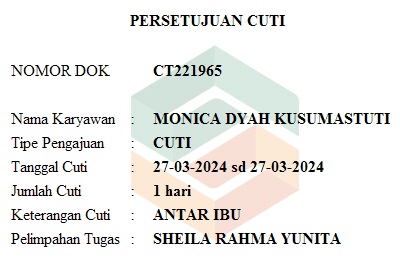 PERSETUJUAN CUTI
NOMOR DOK CT221965
Nama Karyawan : MONICA DYAH KUSUMASTUTI
Tipe Pengajuan : CUTI
Tanggal Cuti : 27-03-2024 sd 27-03-2024
Jumlah Cuti : 1 hari
Keterangan Cuti : ANTAR IBU
Pelimpahan Tugas : SHEILA RAHMA YUNITA